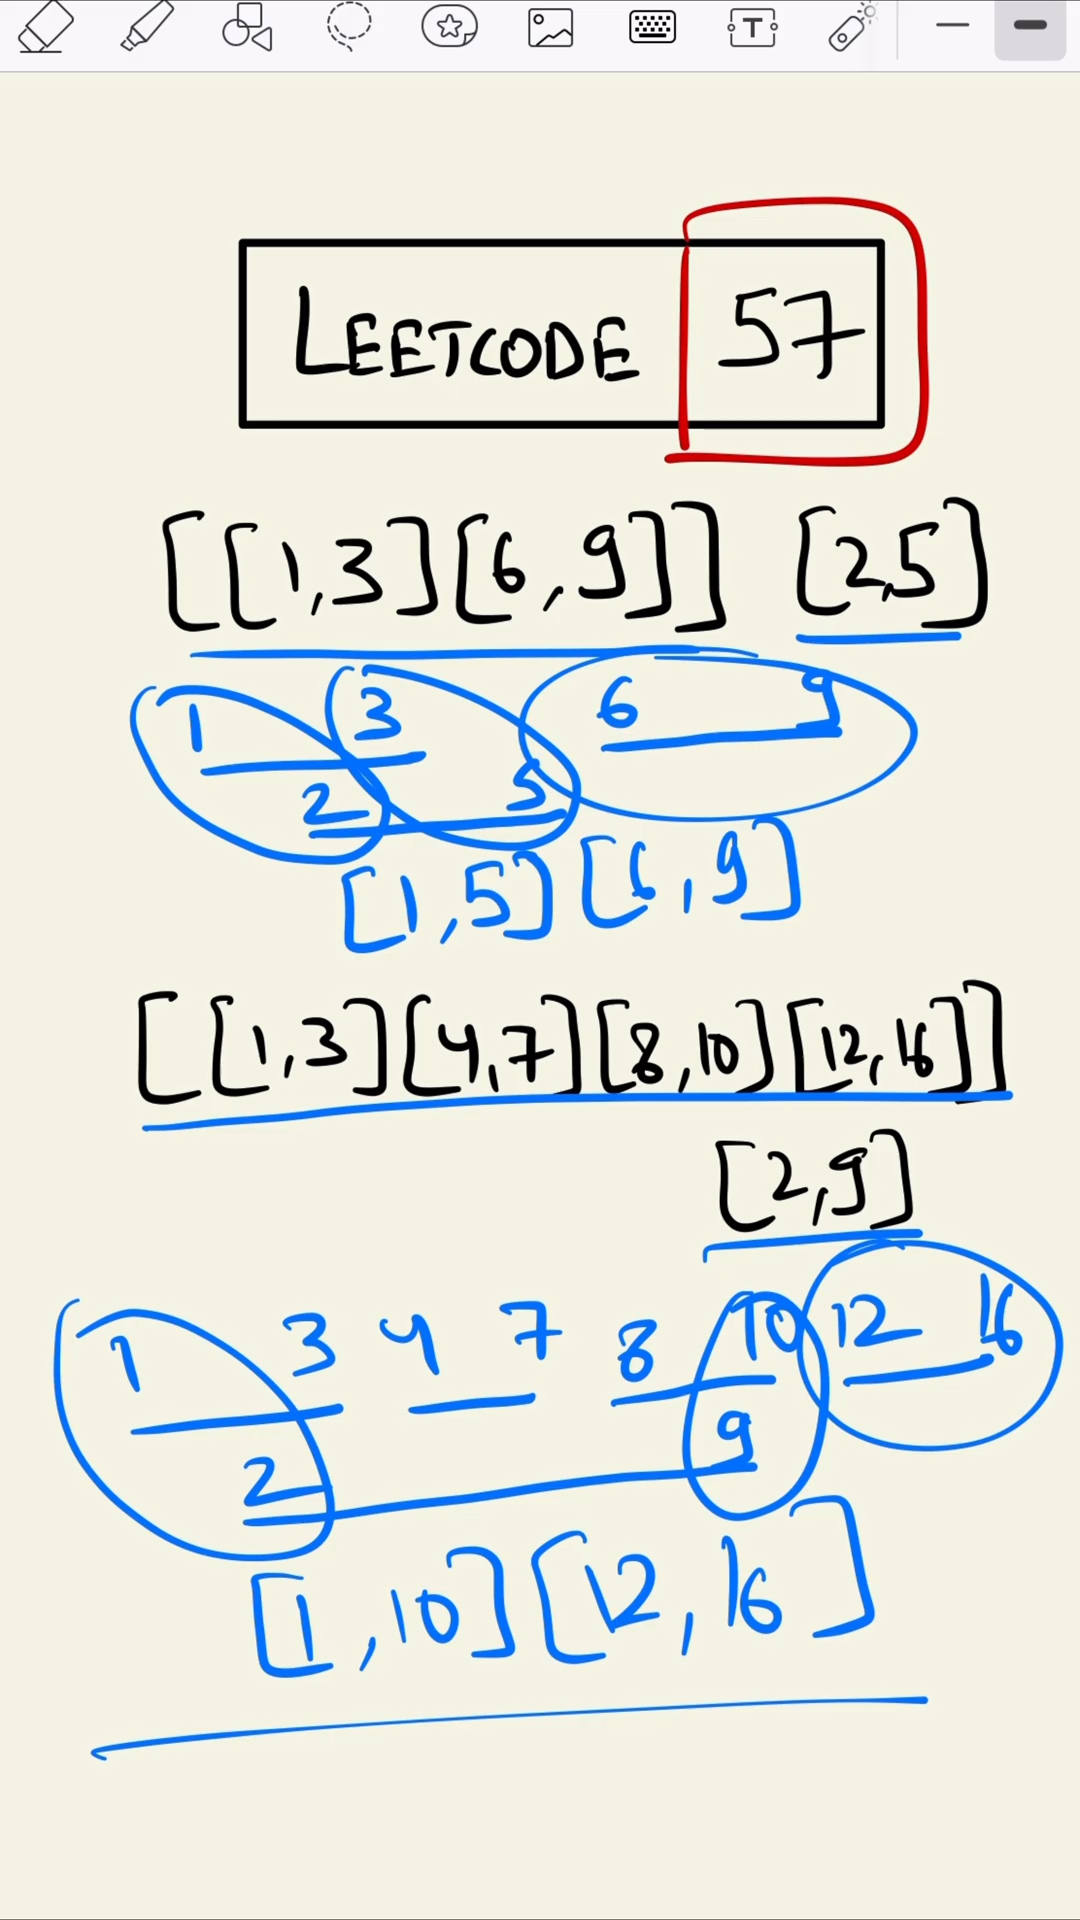 LEETCODE 57
[[1,3][6,9]] [2,5]
1 3 6 9
2 5
[1,5][6,9]
[[1,3][4,7][8,10][12,16]]
[2,9]
1 3 4 7 8 10 12 16
2 9
[1,10][12,16]